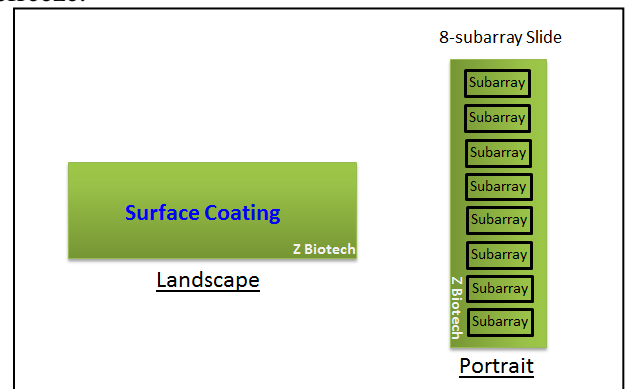 8-subarray Slide
Subarray
Subarray
Subarray
Subarray
Subarray
Subarray
Subarray
Subarray
Z Biotech
Portrait
Surface Coating
Z Biotech
Landscape